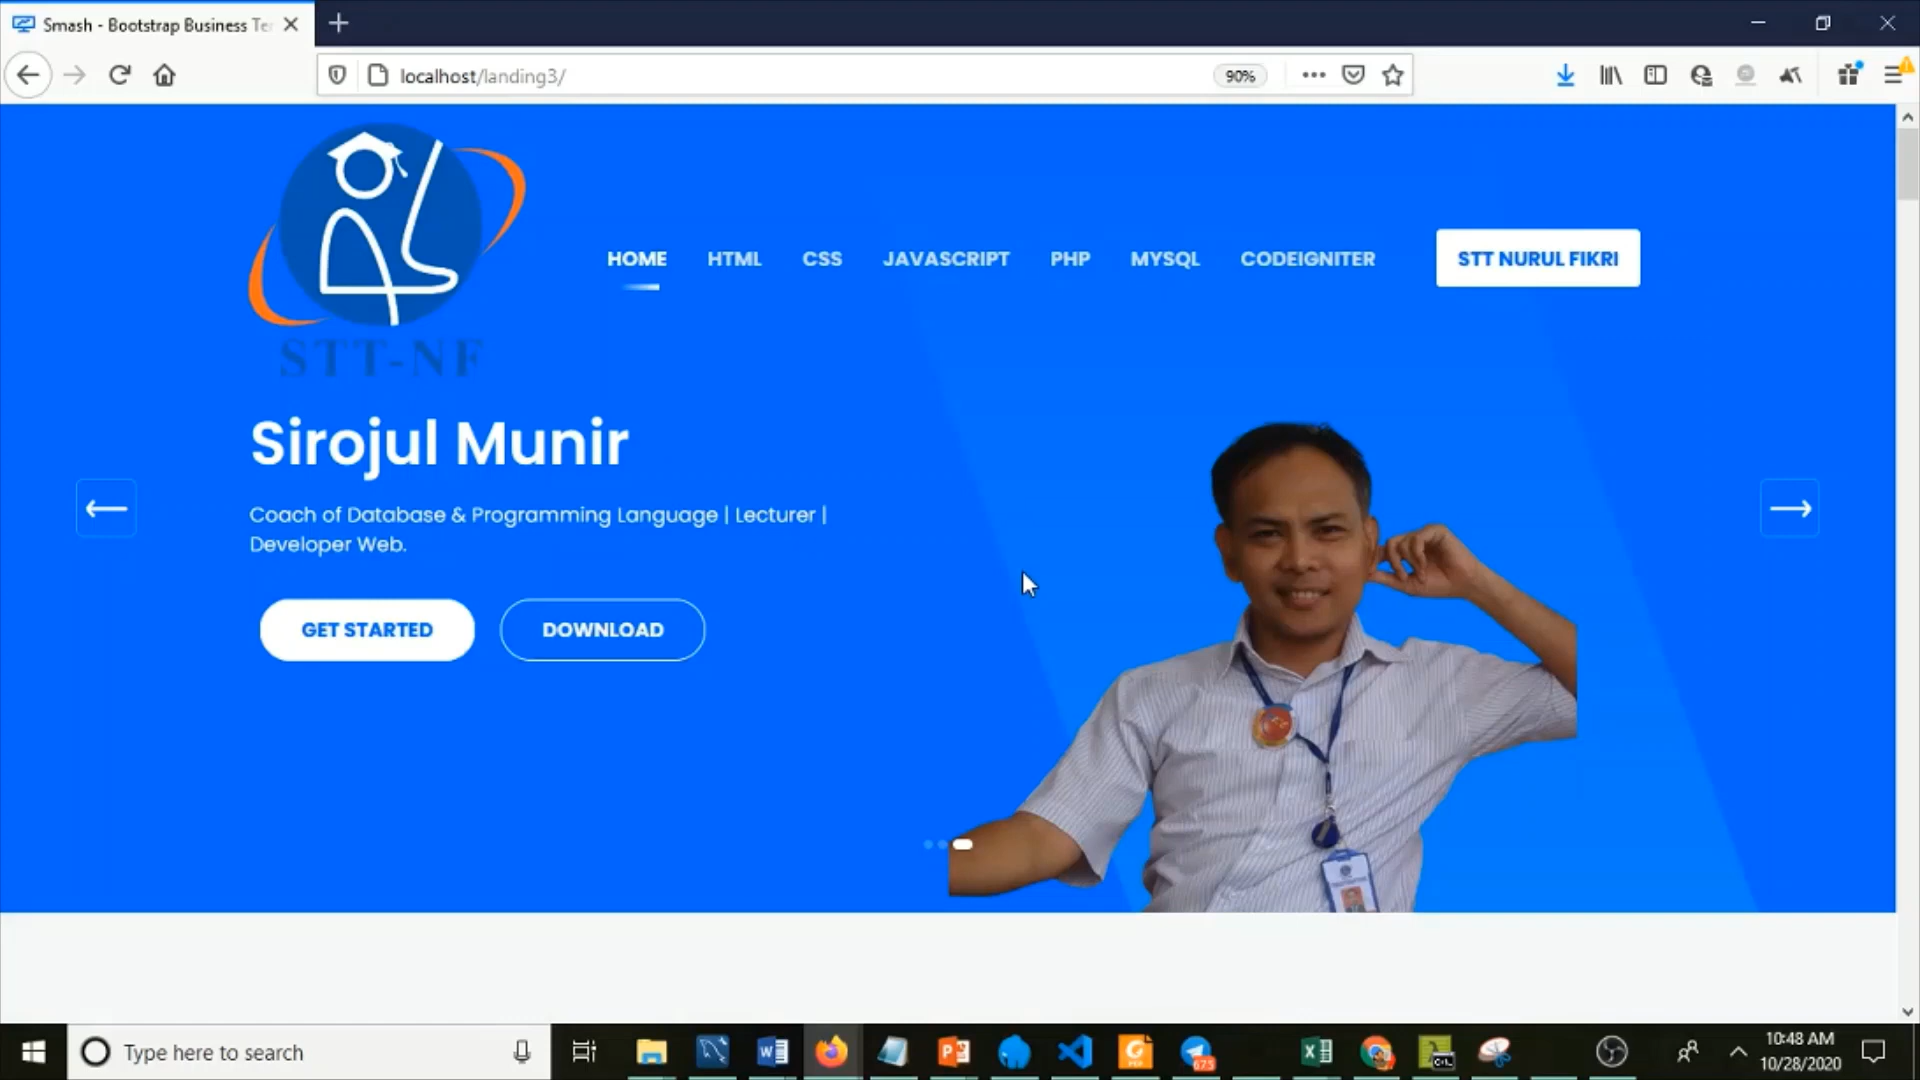 Smash - Bootstrap Business Te
localhost/landing3/
90%
STT-NF
HOME
HTML
CSS
JAVASCRIPT
PHP
MYSQL
CODEIGNITER
STT NURUL FIKRI
Sirojul Munir
Coach of Database & Programming Language | Lecturer |
Developer Web.
GET STARTED
DOWNLOAD
Type here to search
675
10:48 AM
10/28/2020